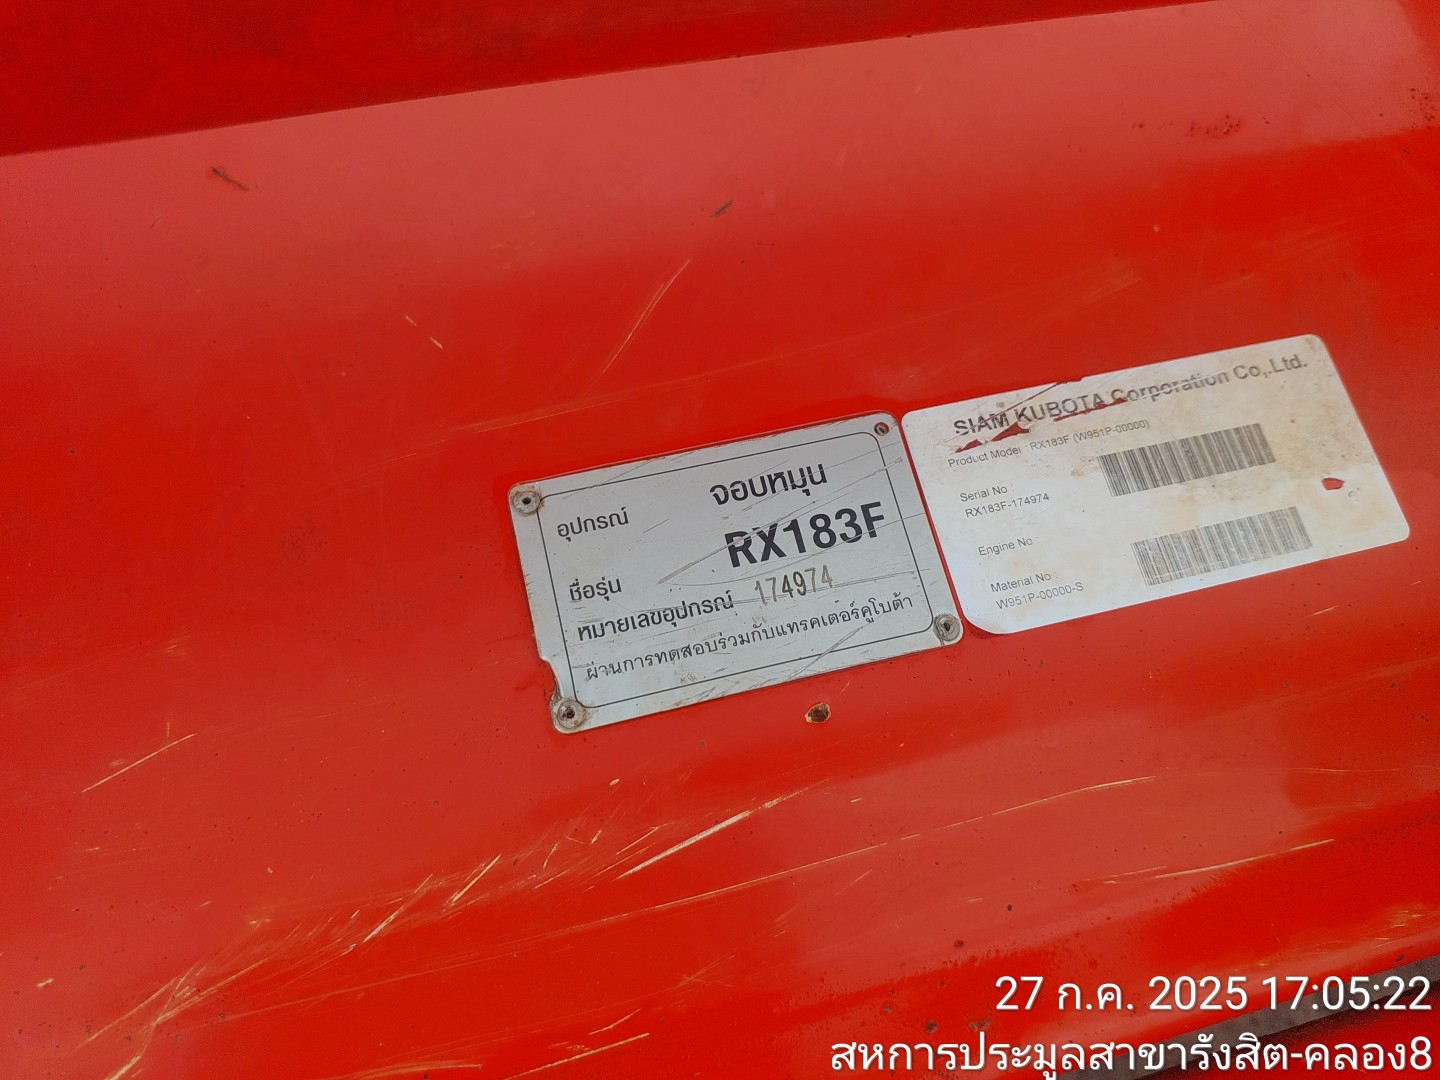 อุปกรณ์ จอบหมุน
ชื่อรุ่น RX183F
หมายเลขอุปกรณ์ 174974
ผ่านการทดสอบร่วมกับแทรคเตอร์คูโบต้า
SIAM KUBOTA Corporation Co,.Ltd.
Product Model : RX183F (W951P-00000)
Serial No :
RX183F-174974
Engine No :
Material No :
W951P-00000-S
27 ก.ค. 2025 17:05:22
สหการประมูลสาขารังสิต-คลอง8